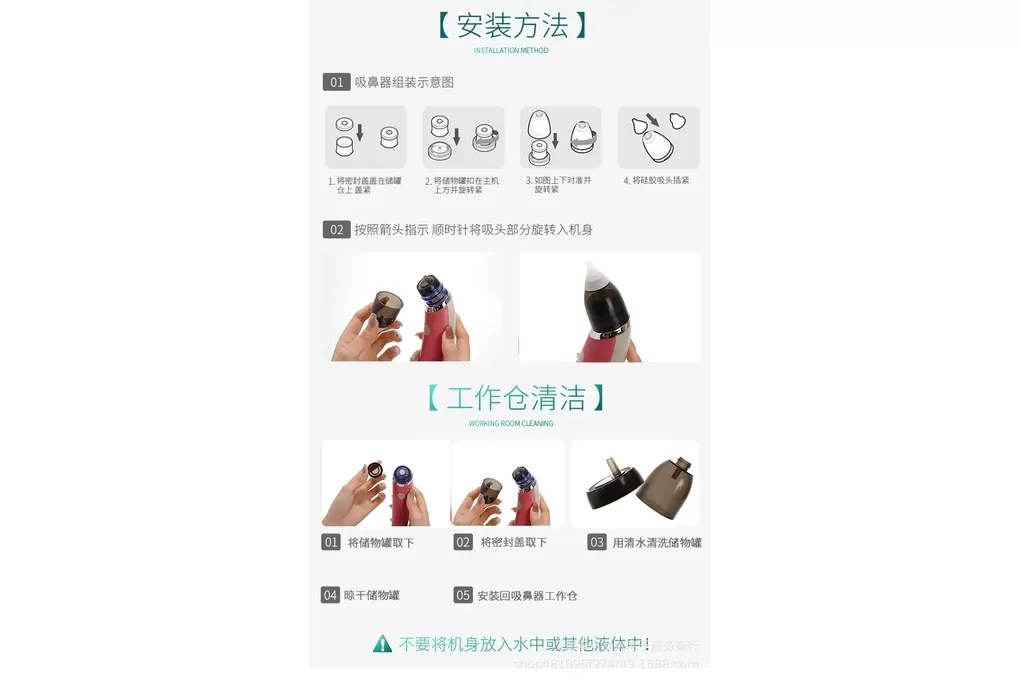 【安装方法】
INSTALLATION METHOD
01 吸鼻器组装示意图
1. 将密封盖盖在储罐
仓上 盖紧
2. 将储物罐扣在主机
上方并旋转紧
3. 如图上下对准并
旋转紧
4. 将硅胶吸头插紧
02 按照箭头指示 顺时针将吸头部分旋转入机身
【工作仓清洁】
WORKING ROOM CLEANING
01 将储物罐取下
02 将密封盖取下
03 用清水清洗储物罐
04 晾干储物罐
05 安装回吸鼻器工作仓
不要将机身放入水中或其他液体中!